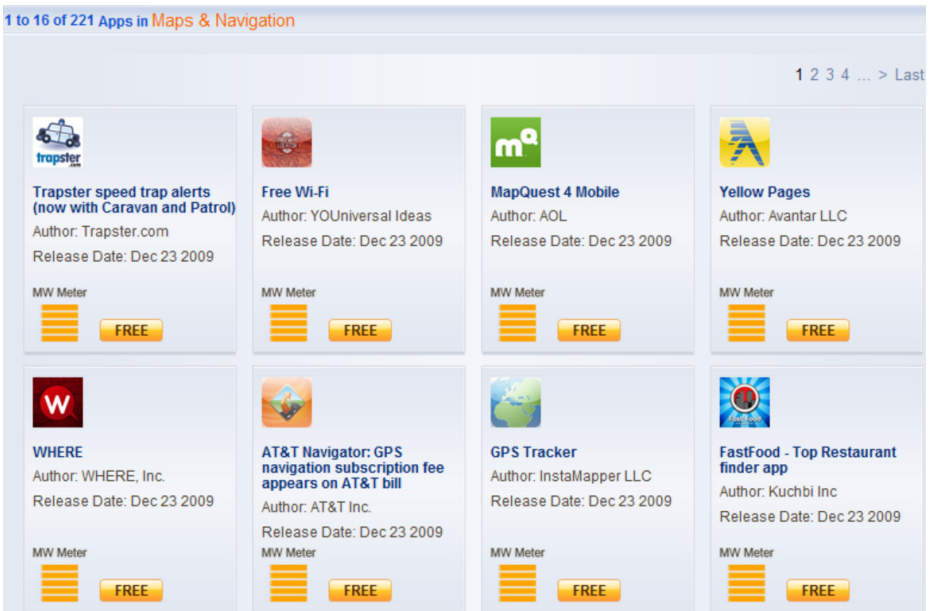 1 to 16 of 221 Apps in Maps & Navigation
1 2 3 4 ... > Last
trapster
.com
Trapster speed trap alerts
(now with Caravan and Patrol)
Author: Trapster.com
Release Date: Dec 23 2009
MW Meter
FREE
Free Wi-Fi
Author: YOUniversal Ideas
Release Date: Dec 23 2009
MW Meter
FREE
mQ
MapQuest 4 Mobile
Author: AOL
Release Date: Dec 23 2009
MW Meter
FREE
Yellow Pages
Author: Avantar LLC
Release Date: Dec 23 2009
MW Meter
FREE
W
WHERE
Author: WHERE, Inc.
Release Date: Dec 23 2009
MW Meter
FREE
AT&T Navigator: GPS
navigation subscription fee
appears on AT&T bill
Author: AT&T Inc.
Release Date: Dec 23 2009
MW Meter
FREE
GPS Tracker
Author: InstaMapper LLC
Release Date: Dec 23 2009
MW Meter
FREE
FastFood - Top Restaurant
finder app
Author: Kuchbi Inc
Release Date: Dec 23 2009
MW Meter
FREE